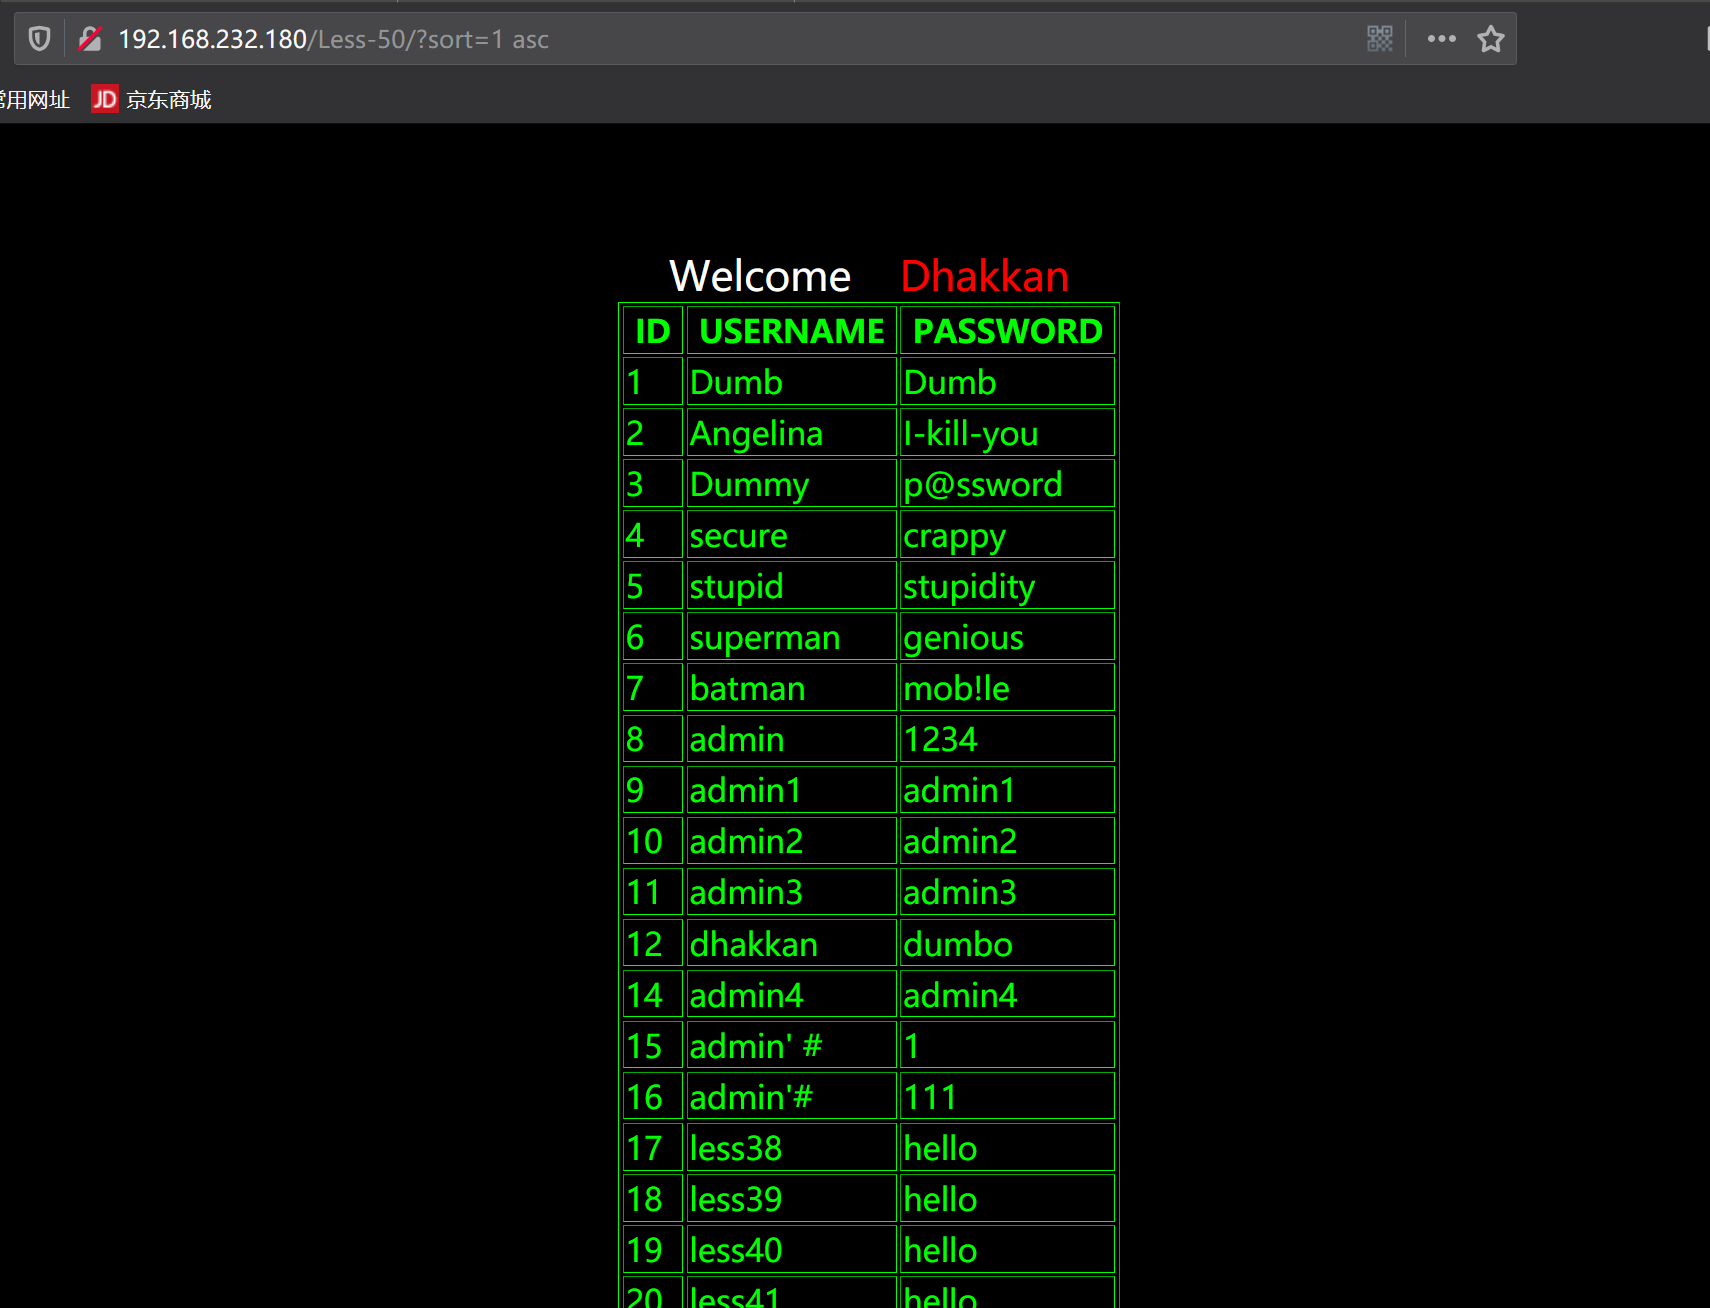 192.168.232.180/Less-50/?sort=1 asc
常用网址 JD 京东商城
Welcome Dhakkan
ID USERNAME PASSWORD
1 Dumb Dumb
2 Angelina I-kill-you
3 Dummy p@ssword
4 secure crappy
5 stupid stupidity
6 superman genious
7 batman mob!le
8 admin 1234
9 admin1 admin1
10 admin2 admin2
11 admin3 admin3
12 dhakkan dumbo
14 admin4 admin4
15 admin' # 1
16 admin'# 111
17 less38 hello
18 less39 hello
19 less40 hello
20 less41 hello